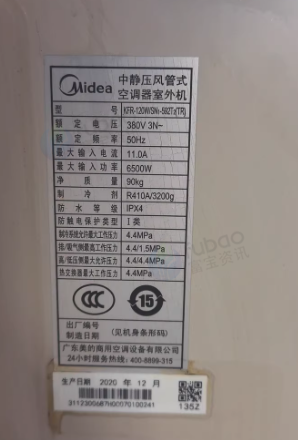 Midea 中静压风管式
空调器室外机
型号 KFR-120W/SN1-592T2(TR)
额定电压 380V 3N~
额定频率 50Hz
最大输入电流 11.0A
最大输入功率 6500W
净质量 90kg
制冷剂 R410A/3200g
防水等级 IPX4
防触电保护类型 I类
制冷系统允许最大工作压力 4.4MPa
排/吸气侧最高工作压力 4.4/1.5MPa
高/低压侧最大允许压力 4.4/4.4MPa
热交换器最大工作压力 4.4MPa
CCC 15
出厂编号
制造日期 (见机身条形码)
广东美的商用空调设备有限公司
24小时服务热线:400-8899-315
生产日期 2020 年 12 月
135Z